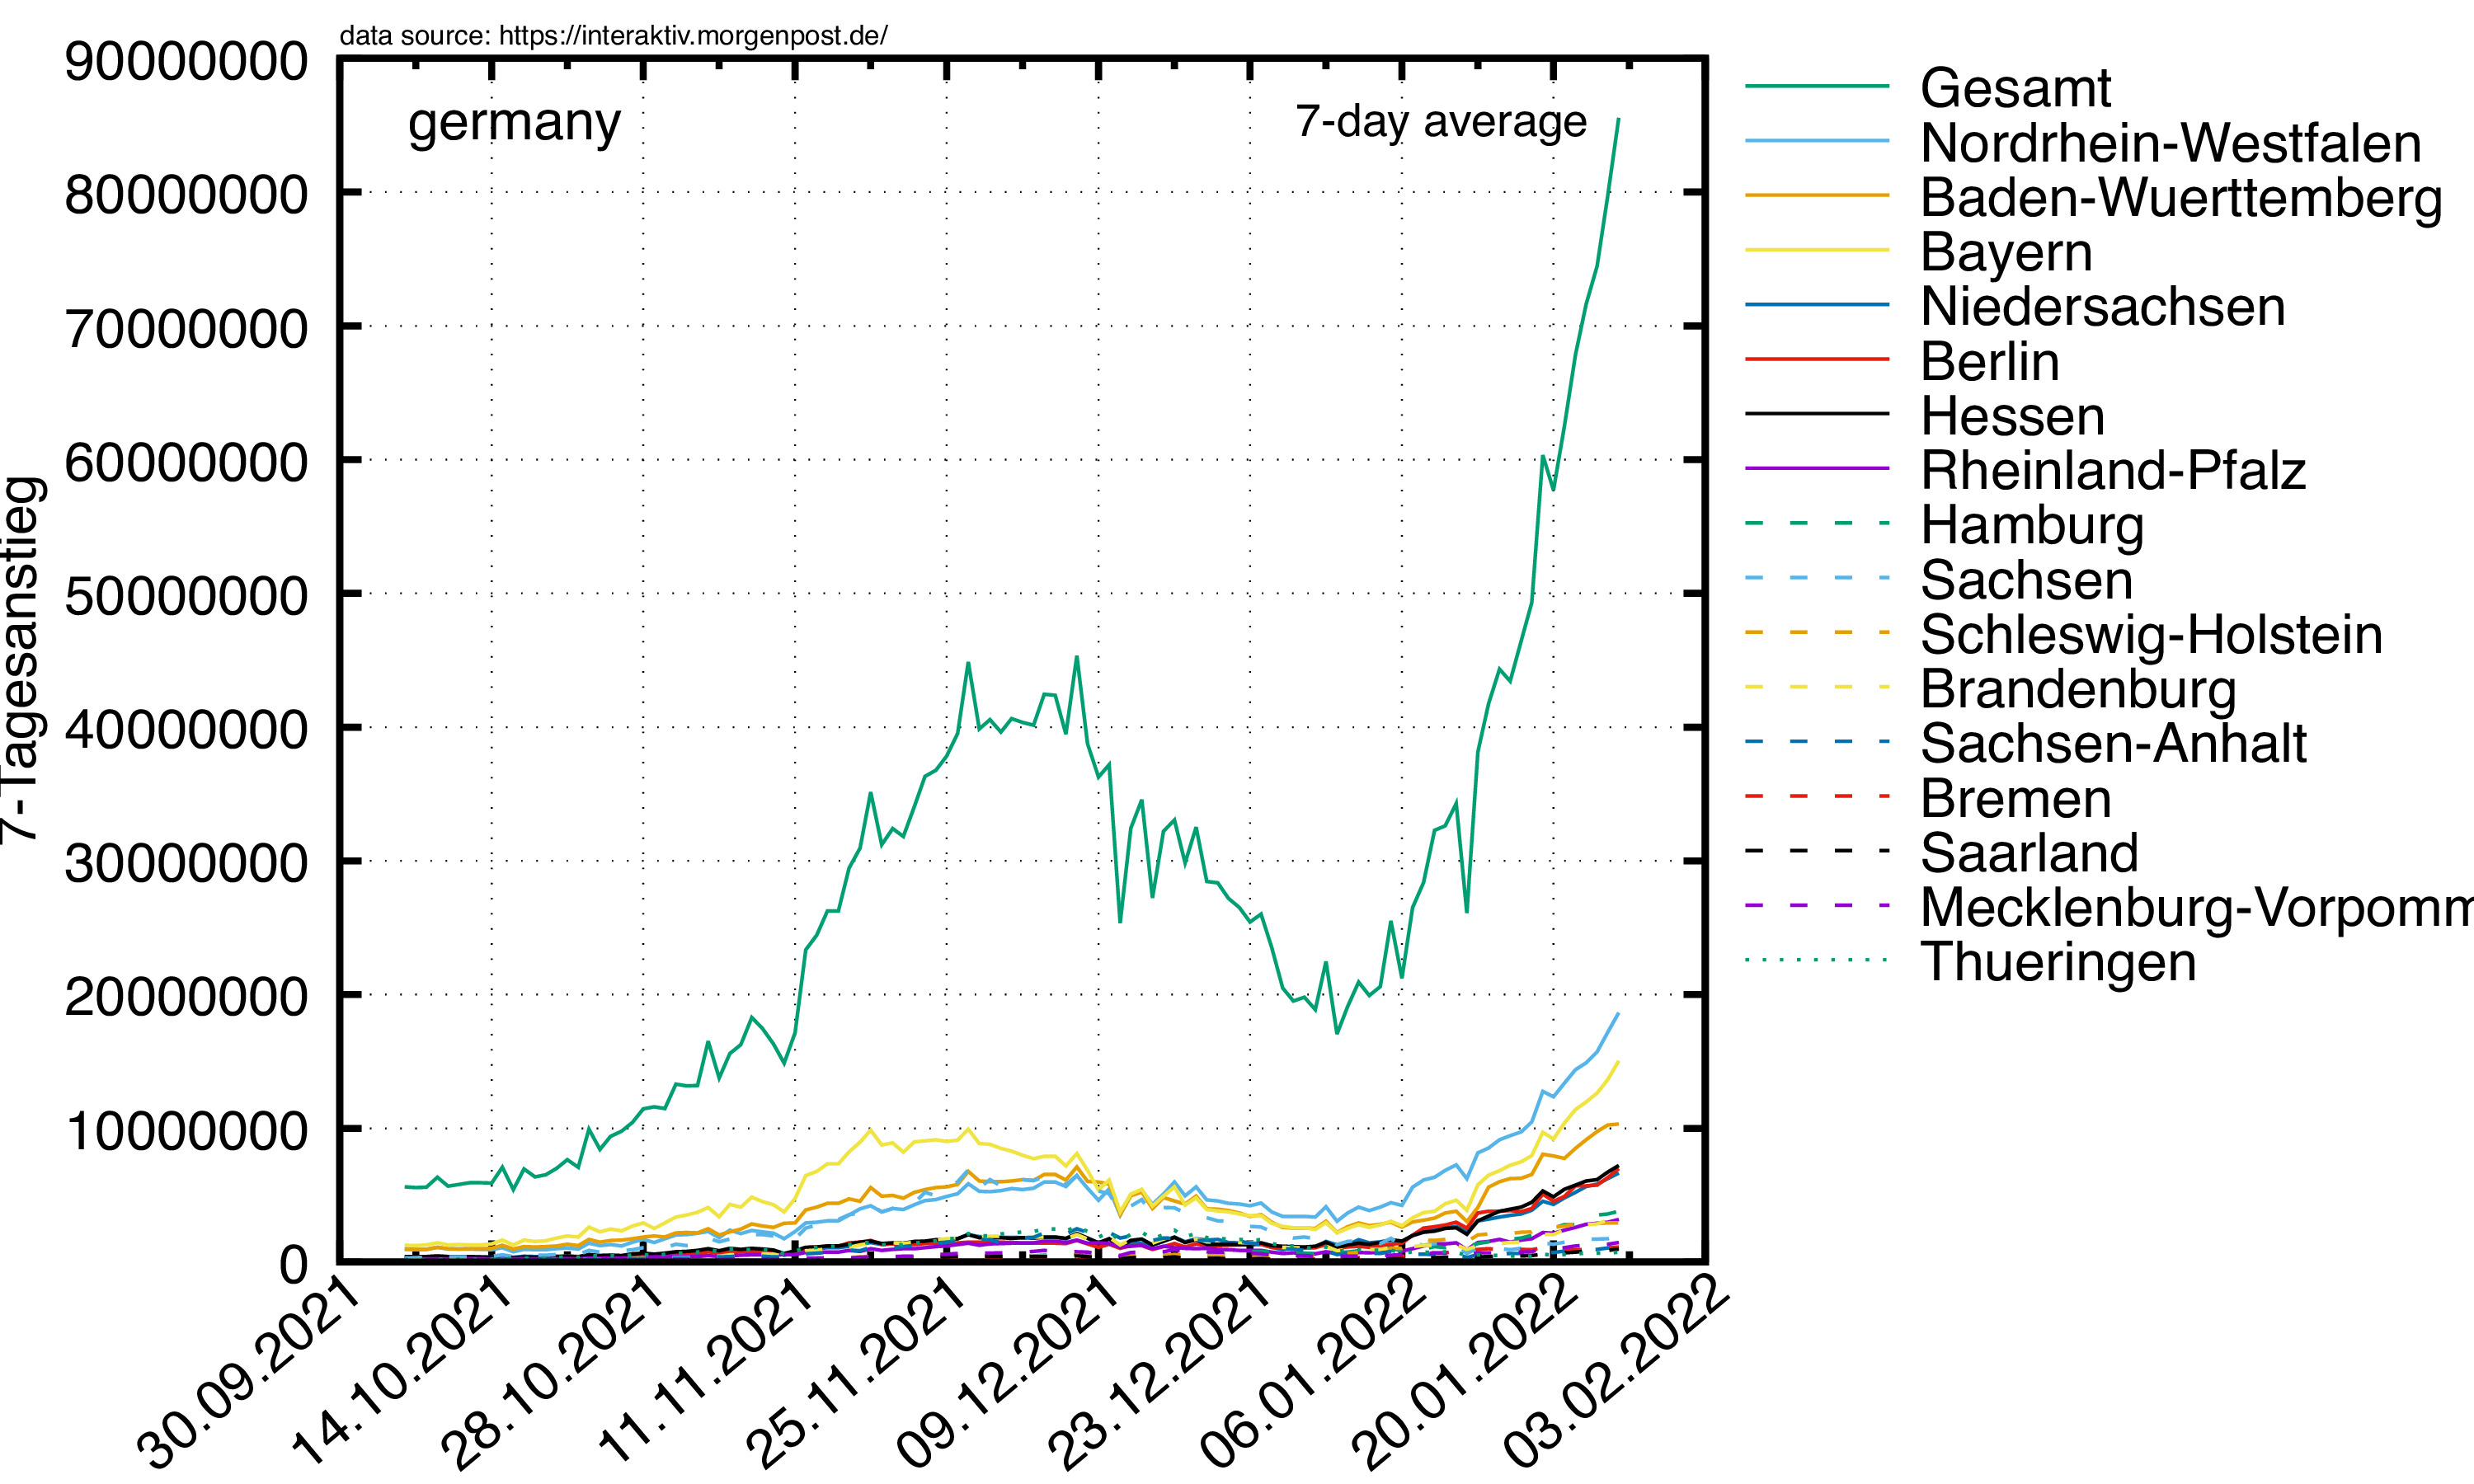 data source: https://interaktiv.morgenpost.de/
germany
7-day average
7-Tagesanstieg
90000000
80000000
70000000
60000000
50000000
40000000
30000000
20000000
10000000
0
30.09.2021
14.10.2021
28.10.2021
11.11.2021
25.11.2021
09.12.2021
23.12.2021
06.01.2022
20.01.2022
03.02.2022
Gesamt
Nordrhein-Westfalen
Baden-Wuerttemberg
Bayern
Niedersachsen
Berlin
Hessen
Rheinland-Pfalz
Hamburg
Sachsen
Schleswig-Holstein
Brandenburg
Sachsen-Anhalt
Bremen
Saarland
Mecklenburg-Vorpomm
Thueringen